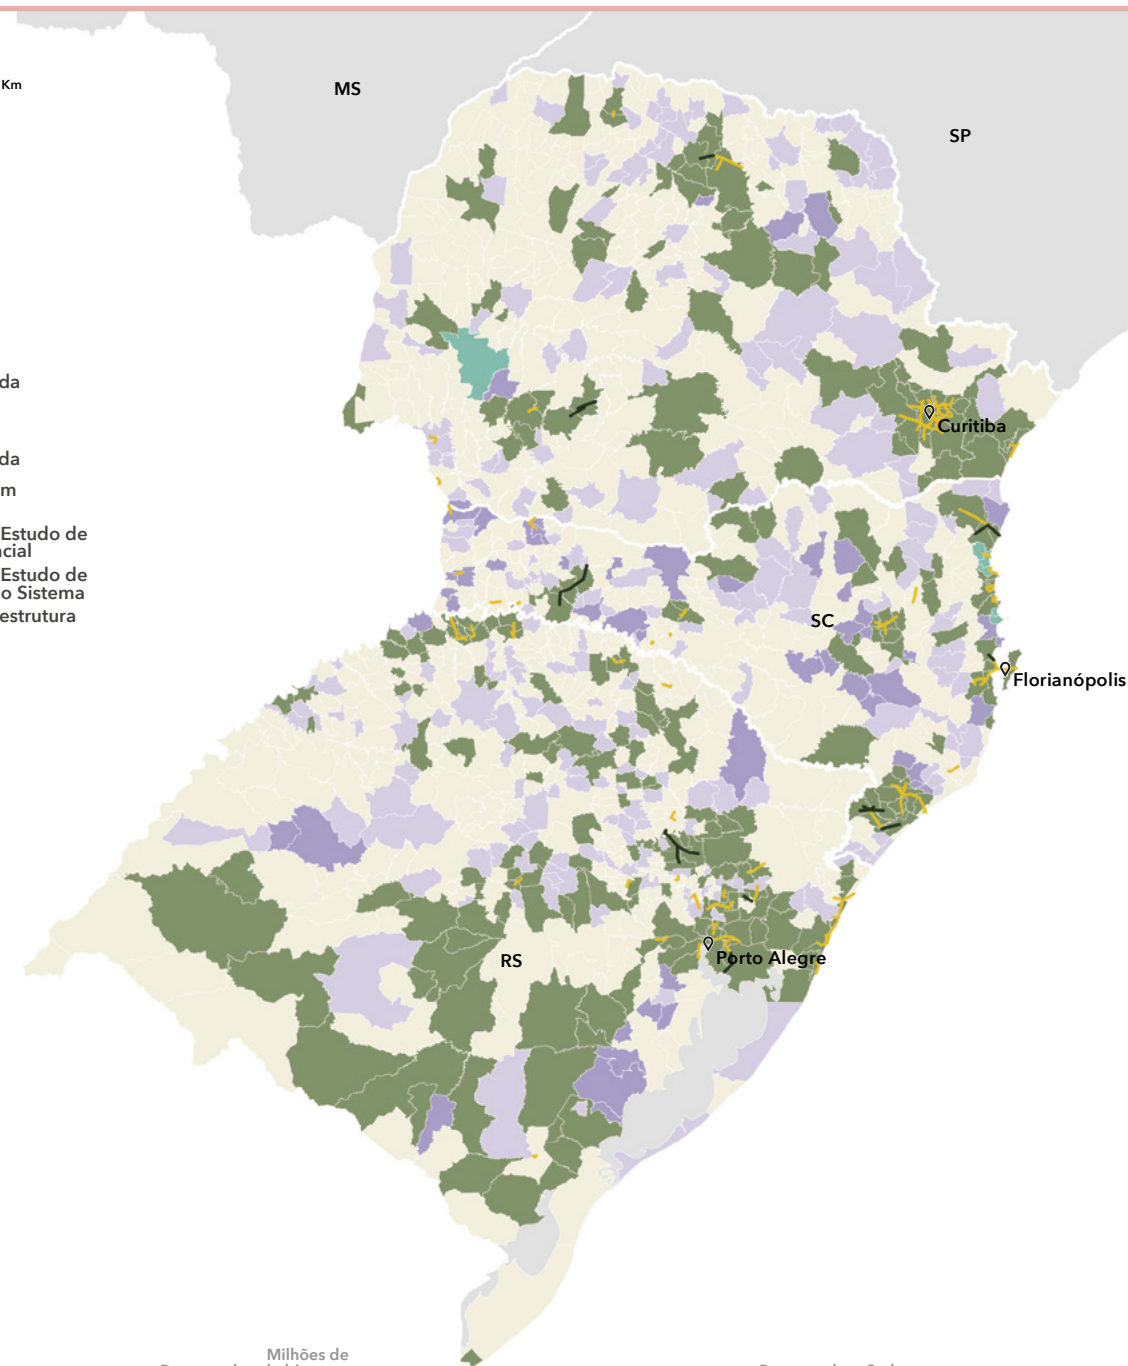 Km
MS
SP
da
Curitiba
da
m
Estudo de
cial
Estudo de
o Sistema
estrutura
SC
Florianópolis
RS
Porto Alegre
Milhões de